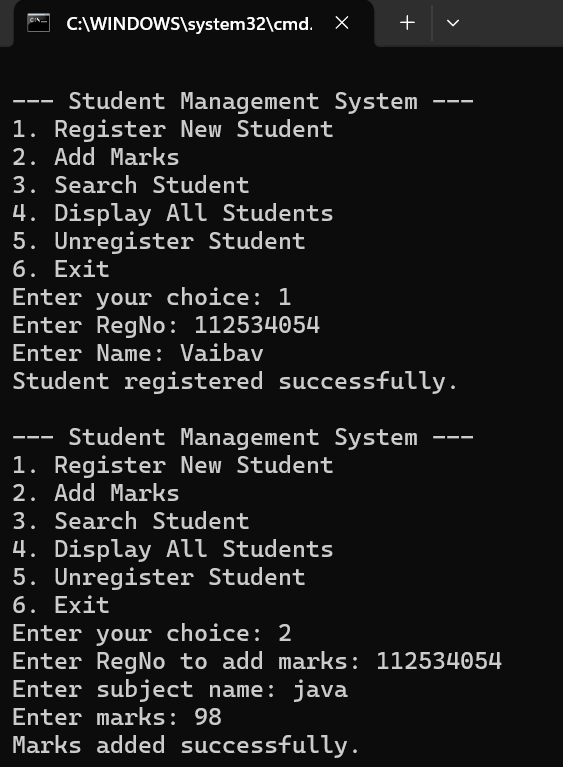 C:\WINDOWS\system32\cmd.
--- Student Management System ---
1. Register New Student
2. Add Marks
3. Search Student
4. Display All Students
5. Unregister Student
6. Exit
Enter your choice: 1
Enter RegNo: 112534054
Enter Name: Vaibav
Student registered successfully.
--- Student Management System ---
1. Register New Student
2. Add Marks
3. Search Student
4. Display All Students
5. Unregister Student
6. Exit
Enter your choice: 2
Enter RegNo to add marks: 112534054
Enter subject name: java
Enter marks: 98
Marks added successfully.